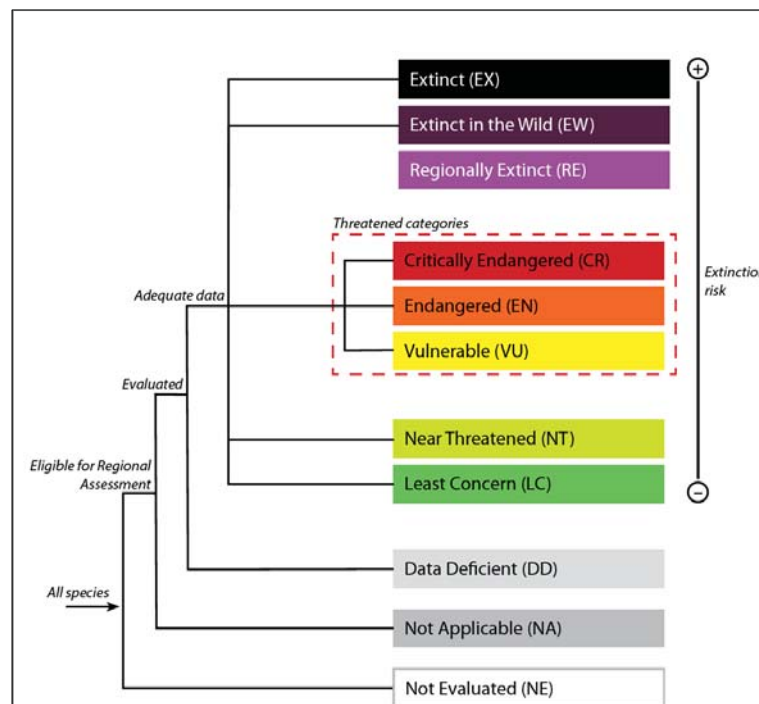 Extinct (EX)
Extinct in the Wild (EW)
Regionally Extinct (RE)
Threatened categories
Critically Endangered (CR)
Extinction
risk
Adequate data
Endangered (EN)
Vulnerable (VU)
Evaluated
Near Threatened (NT)
Eligible for Regional
Assessment
Least Concern (LC)
Data Deficient (DD)
All species
Not Applicable (NA)
Not Evaluated (NE)